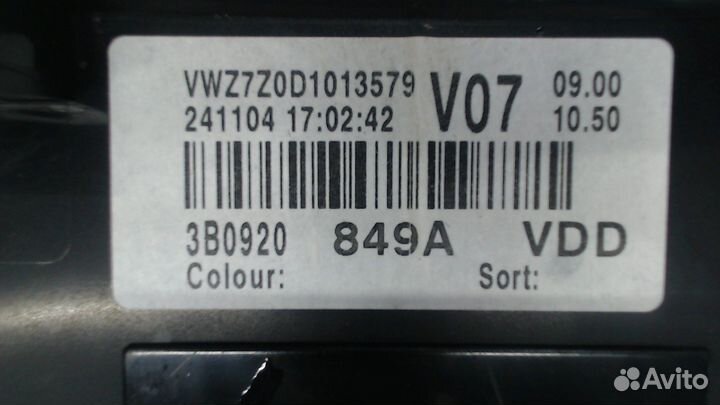 VWZ7Z0D1013579 V07 09.00
241104 17:02:42 10.50
3B0920 849A VDD
Colour: Sort:
Avito